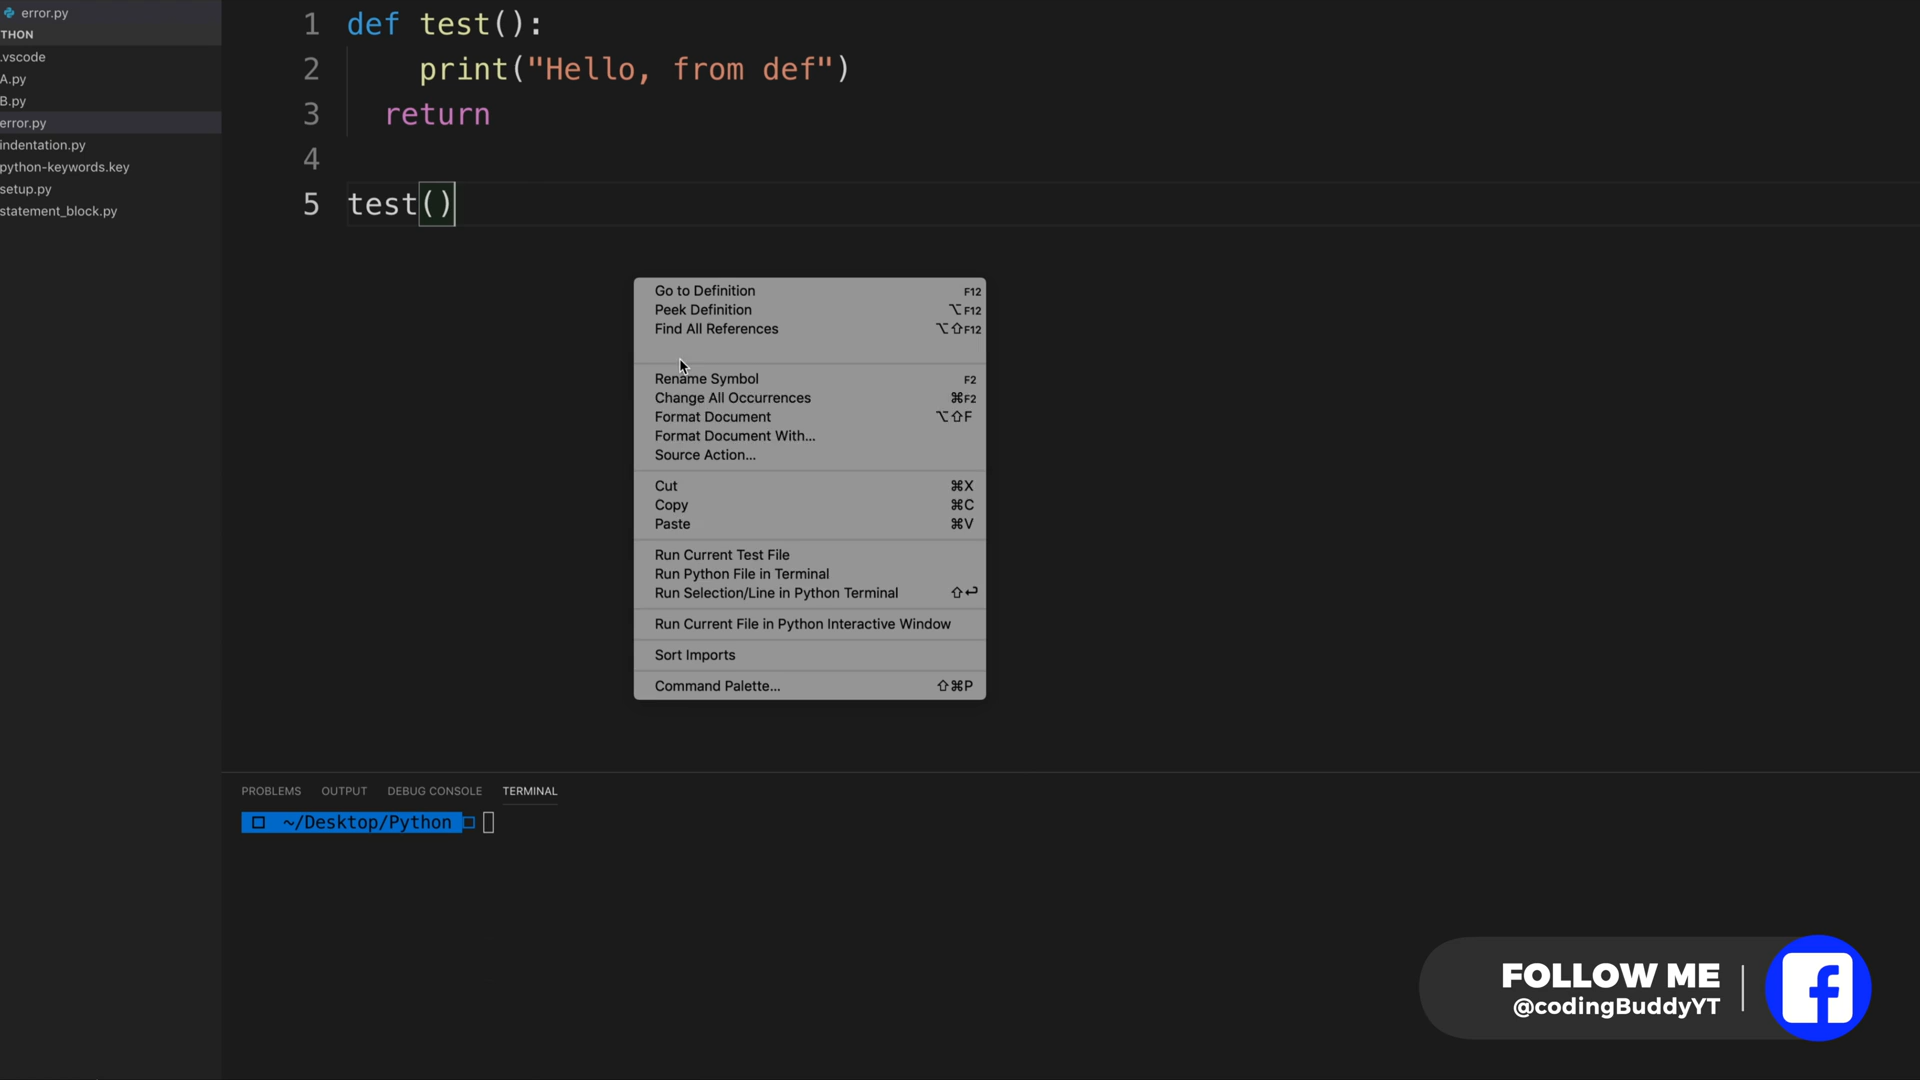 error.py
THON
.vscode
A.py
B.py
error.py
indentation.py
python-keywords.key
setup.py
statement_block.py
1 def test():
2     print("Hello, from def")
3   return
4
5 test()
Go to Definition F12
Peek Definition ⌥F12
Find All References ⌥⇧F12
Rename Symbol F2
Change All Occurrences ⌘F2
Format Document ⌥⇧F
Format Document With...
Source Action...
Cut ⌘X
Copy ⌘C
Paste ⌘V
Run Current Test File
Run Python File in Terminal
Run Selection/Line in Python Terminal ⇧↩
Run Current File in Python Interactive Window
Sort Imports
Command Palette... ⇧⌘P
PROBLEMS OUTPUT DEBUG CONSOLE TERMINAL
~/Desktop/Python
FOLLOW ME
@codingBuddyYT